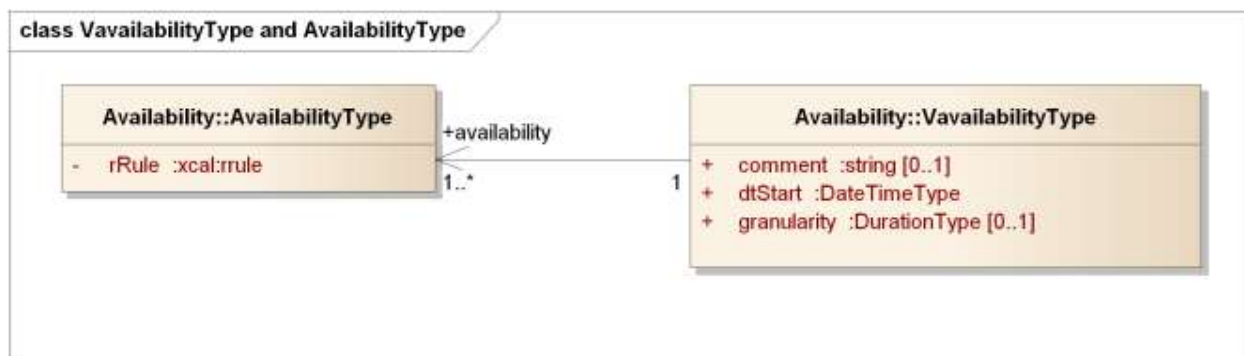 class VavailabilityType and AvailabilityType
Availability::AvailabilityType
- rRule :xcal:rrule
+availability
1..*
1
Availability::VavailabilityType
+ comment :string [0..1]
+ dtStart :DateTimeType
+ granularity :DurationType [0..1]